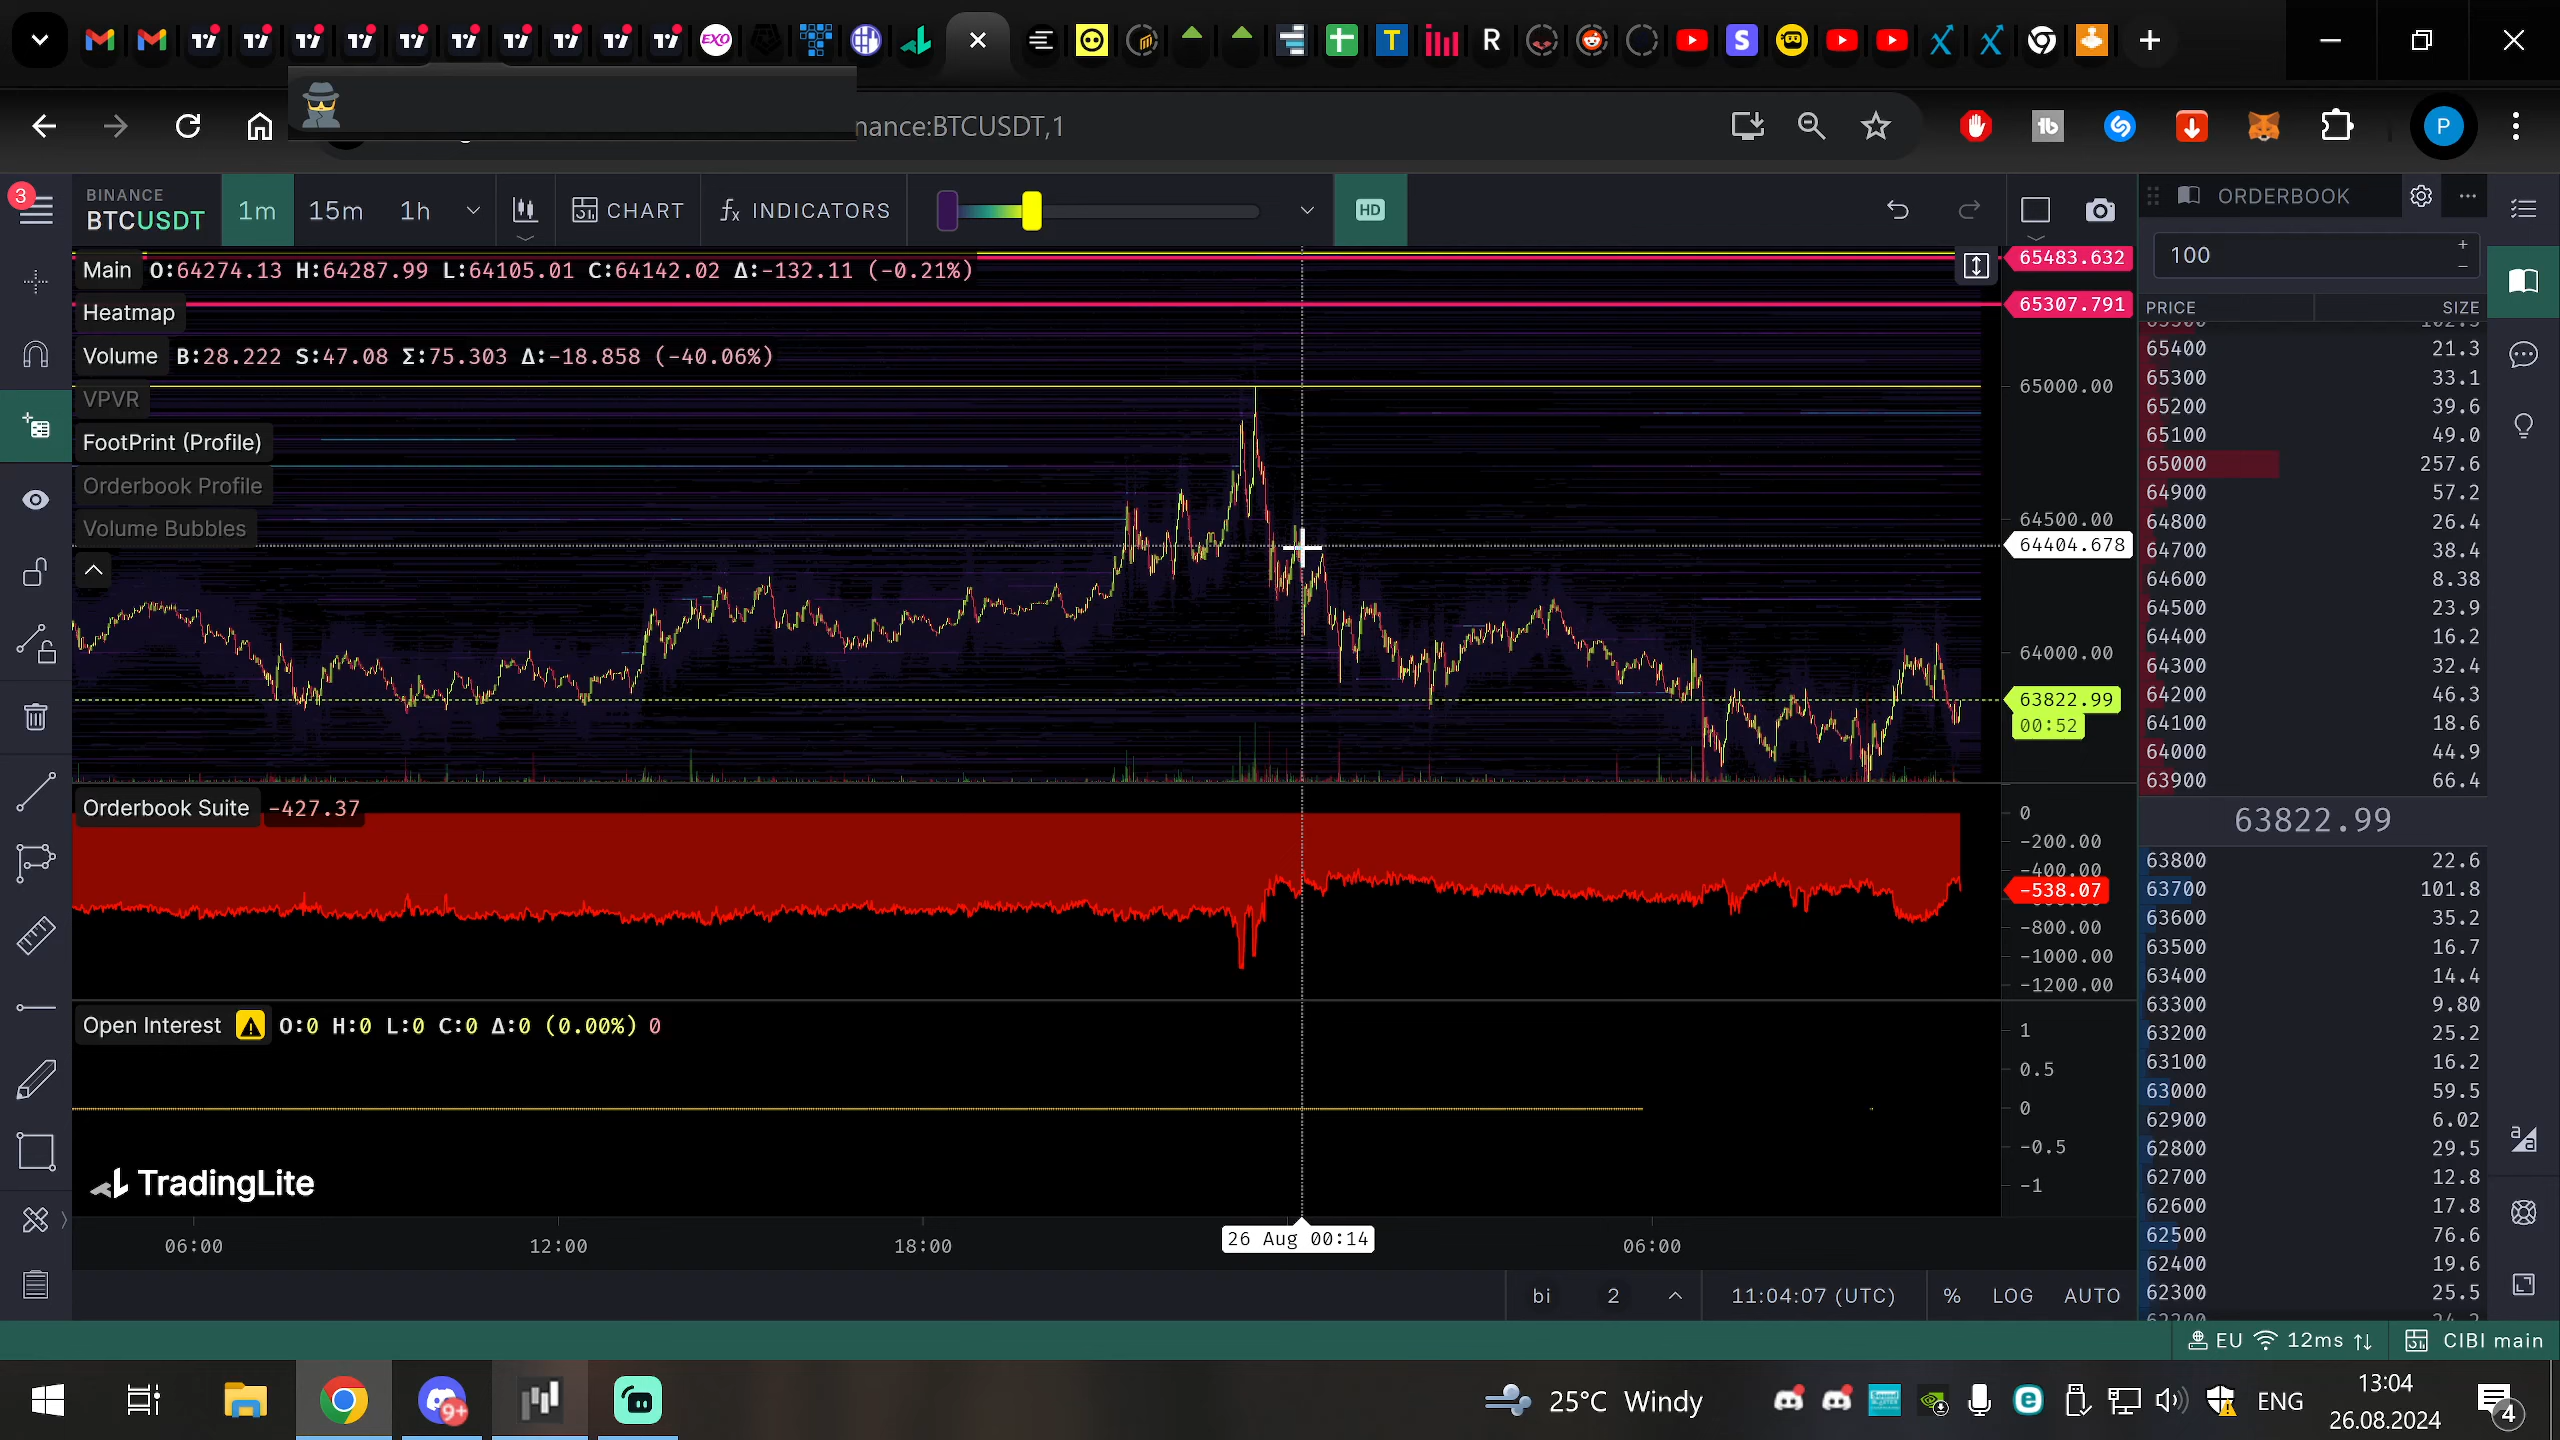 EXO
T
R
S
nance:BTCUSDT,1
tb
P
3
BINANCE
BTCUSDT
1m
15m
1h
CHART
fx INDICATORS
HD
ORDERBOOK
100
PRICE SIZE
Main O:64274.13 H:64287.99 L:64105.01 C:64142.02 Δ:-132.11 (-0.21%)
Heatmap
Volume B:28.222 S:47.08 Σ:75.303 Δ:-18.858 (-40.06%)
VPVR
FootPrint (Profile)
Orderbook Profile
Volume Bubbles
65483.632
65307.791
65000.00
64500.00
64404.678
64000.00
63822.99
00:52
65400 21.3
65300 33.1
65200 39.6
65100 49.0
65000 257.6
64900 57.2
64800 26.4
64700 38.4
64600 8.38
64500 23.9
64400 16.2
64300 32.4
64200 46.3
64100 18.6
64000 44.9
63900 66.4
63822.99
63800 22.6
63700 101.8
63600 35.2
63500 16.7
63400 14.4
63300 9.80
63200 25.2
63100 16.2
63000 59.5
62900 6.02
62800 29.5
62700 12.8
62600 17.8
62500 76.6
62400 19.6
62300 25.5
Orderbook Suite -427.37
0
-200.00
-400.00
-538.07
-800.00
-1000.00
-1200.00
Open Interest O:0 H:0 L:0 C:0 Δ:0 (0.00%) 0
1
0.5
0
-0.5
-1
TradingLite
06:00
12:00
18:00
26 Aug 00:14
06:00
bi 2
11:04:07 (UTC)
% LOG AUTO
EU 12ms
CIBI main
9+
25°C Windy
ENG
13:04
26.08.2024
4